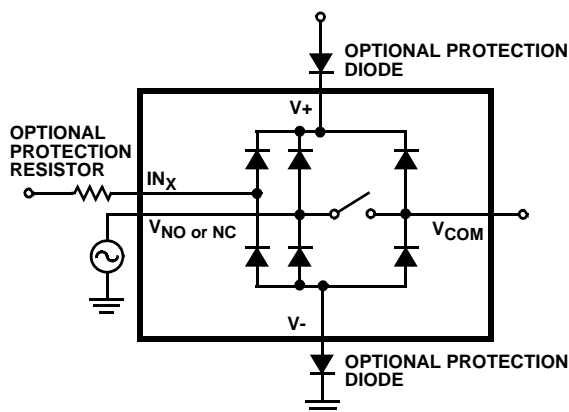 OPTIONAL PROTECTION
DIODE
V+
OPTIONAL
PROTECTION
RESISTOR
INX
VNO or NC
VCOM
V-
OPTIONAL PROTECTION
DIODE